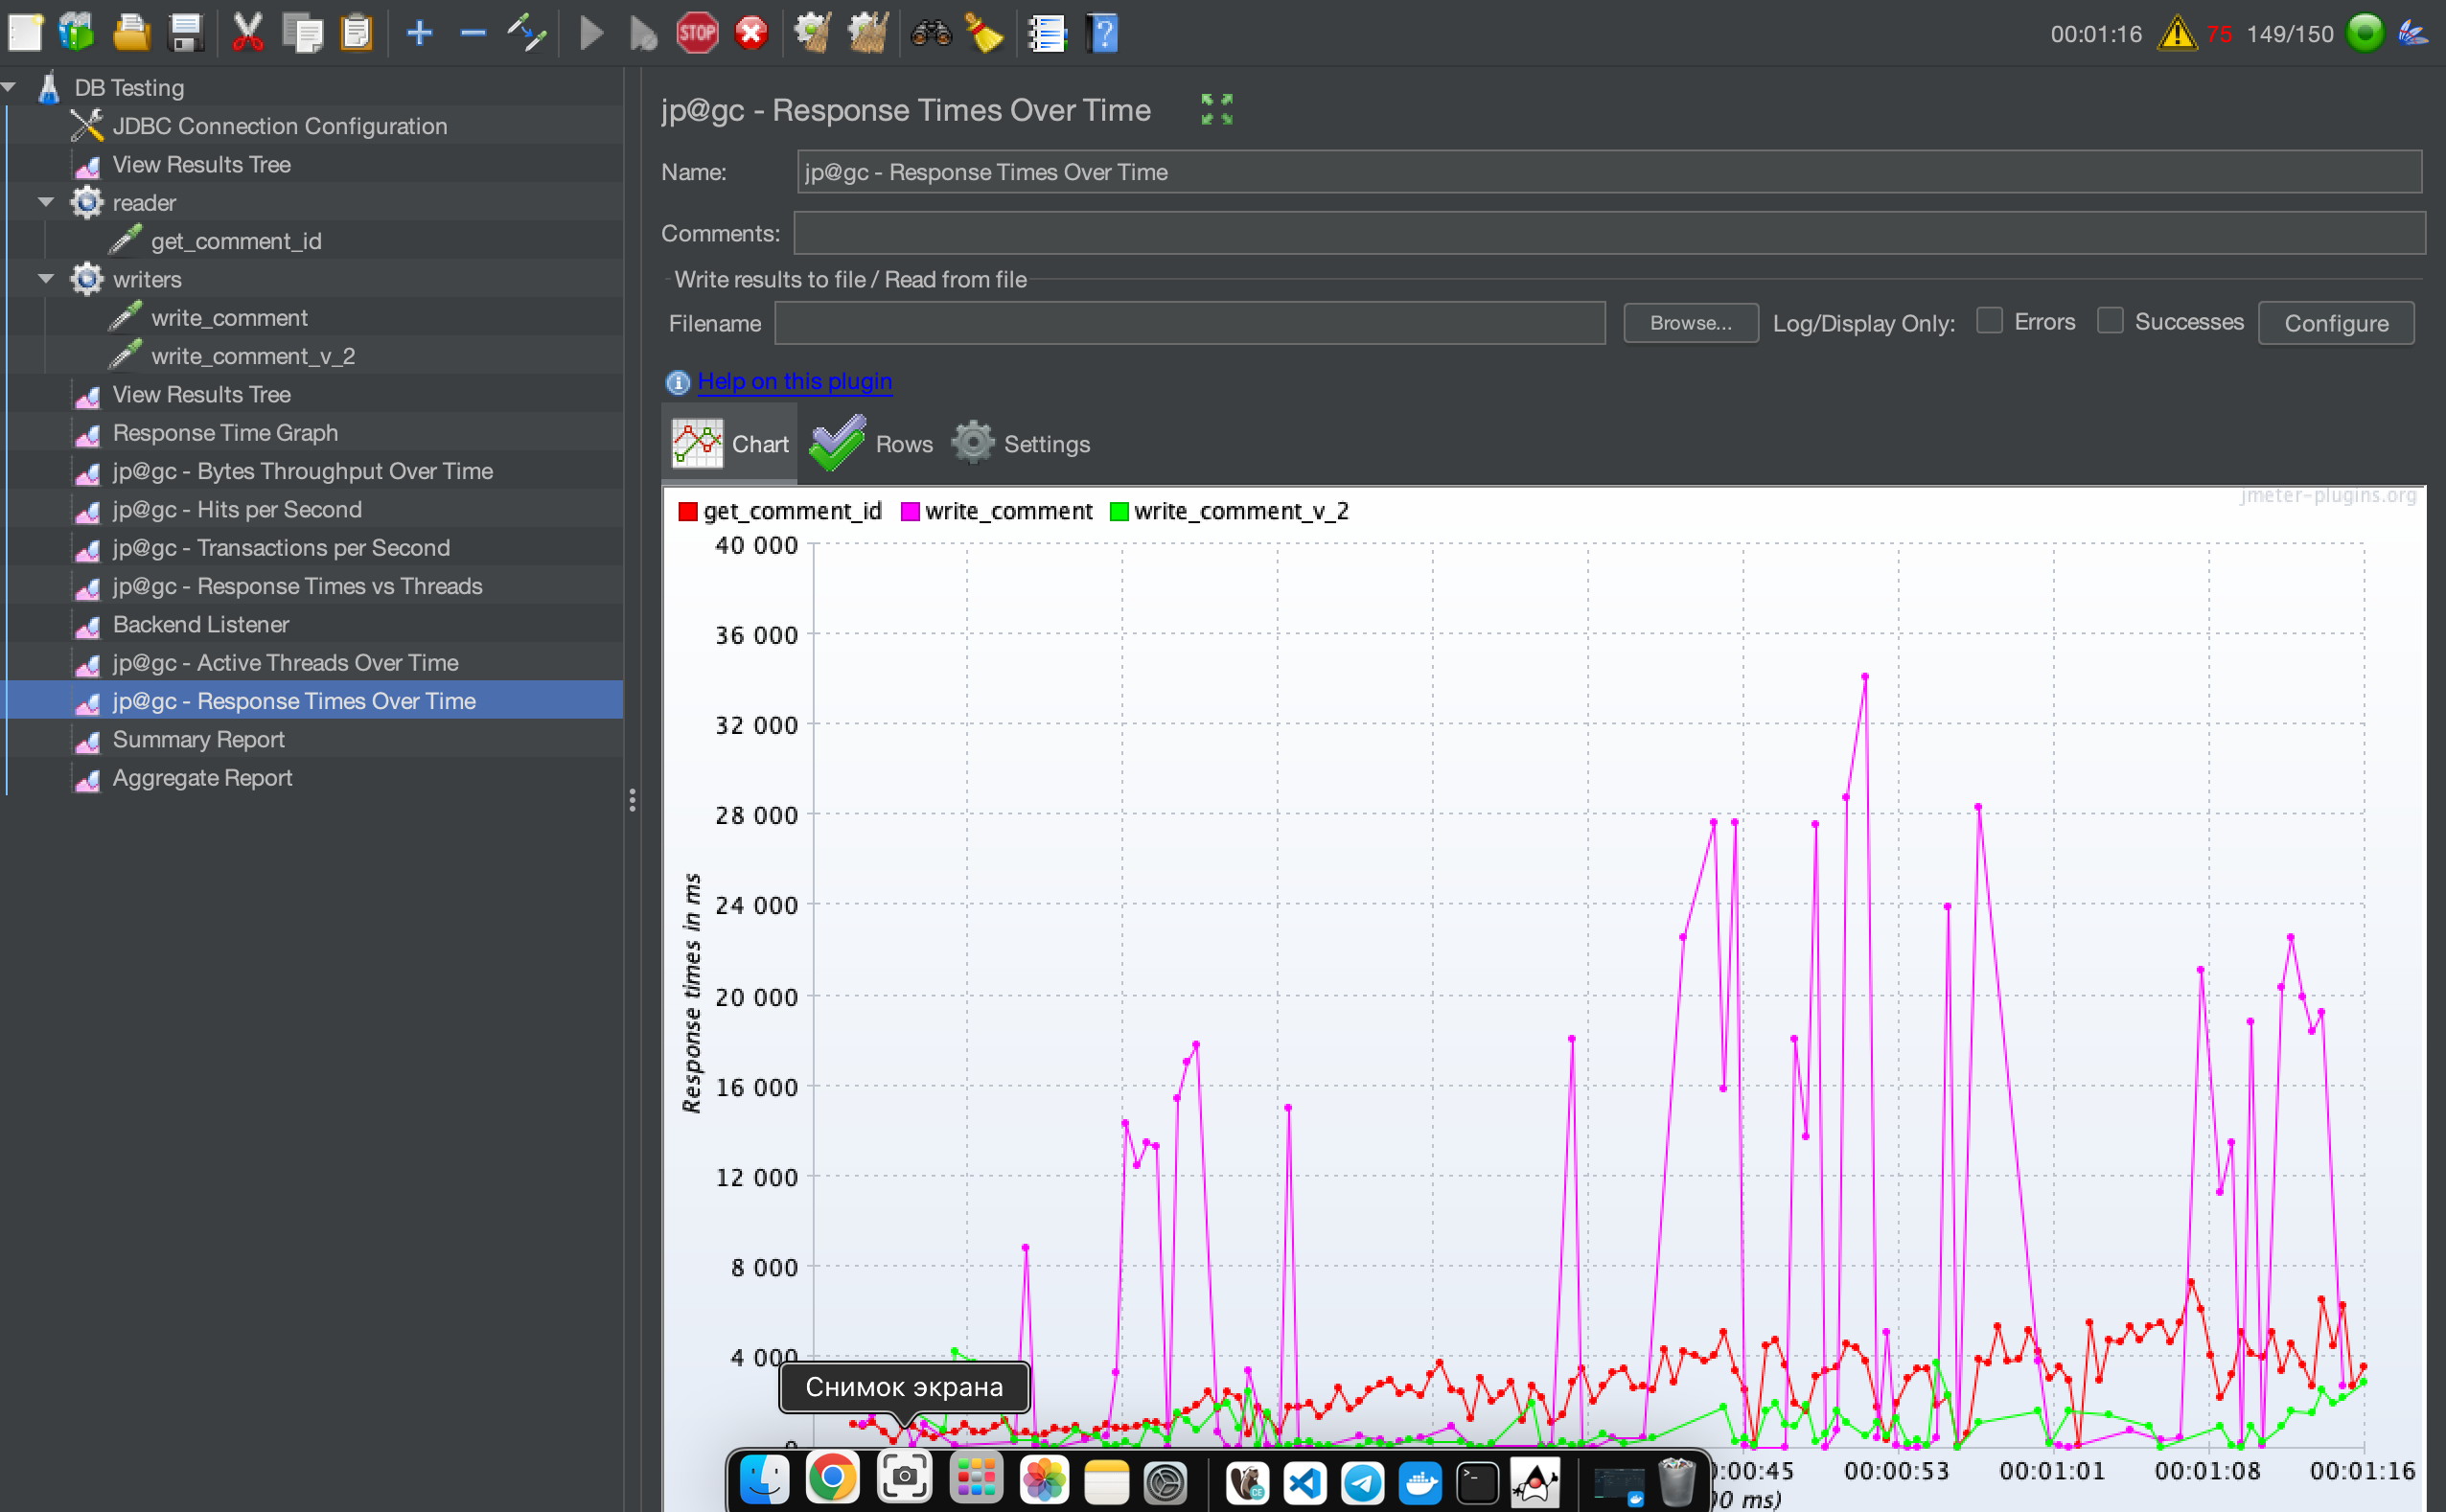 STOP
00:01:16
75
149/150
DB Testing
JDBC Connection Configuration
View Results Tree
reader
get_comment_id
writers
write_comment
write_comment_v_2
View Results Tree
Response Time Graph
jp@gc - Bytes Throughput Over Time
jp@gc - Hits per Second
jp@gc - Transactions per Second
jp@gc - Response Times vs Threads
Backend Listener
jp@gc - Active Threads Over Time
jp@gc - Response Times Over Time
Summary Report
Aggregate Report
jp@gc - Response Times Over Time
Name: jp@gc - Response Times Over Time
Comments:
Write results to file / Read from file
Filename Browse... Log/Display Only: Errors Successes Configure
Help on this plugin
Chart Rows Settings
jmeter-plugins.org
get_comment_id write_comment write_comment_v_2
40 000
36 000
32 000
28 000
24 000
20 000
16 000
12 000
8 000
4 000
0
Response times in ms
Снимок экрана
CE
00:00:53 00:01:01 00:01:08 00:01:16
ms)